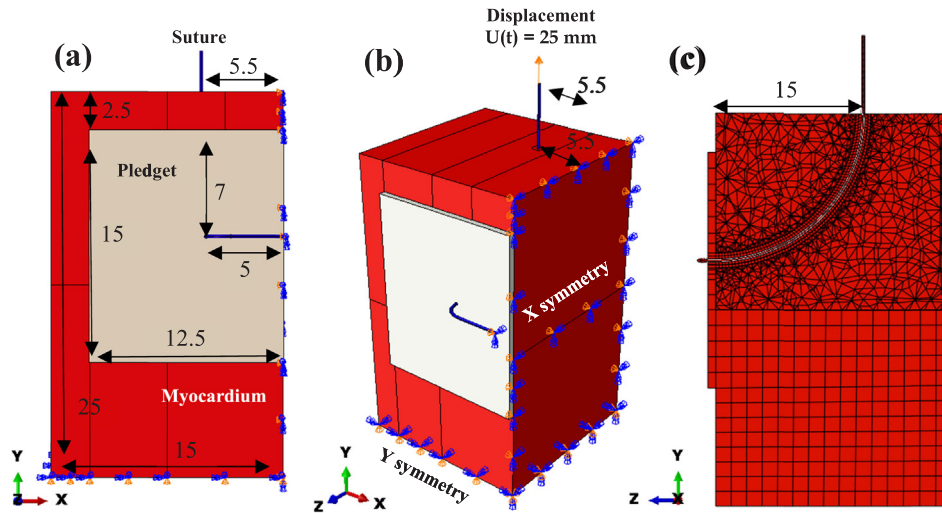 (a)
Suture
5.5
2.5
Pledget
7
15
5
12.5
Myocardium
25
15
Y
Z
X
(b)
Displacement
U(t) = 25 mm
5.5
5.5
X symmetry
Y symmetry
Y
Z
X
(c)
15
Y
Z
X